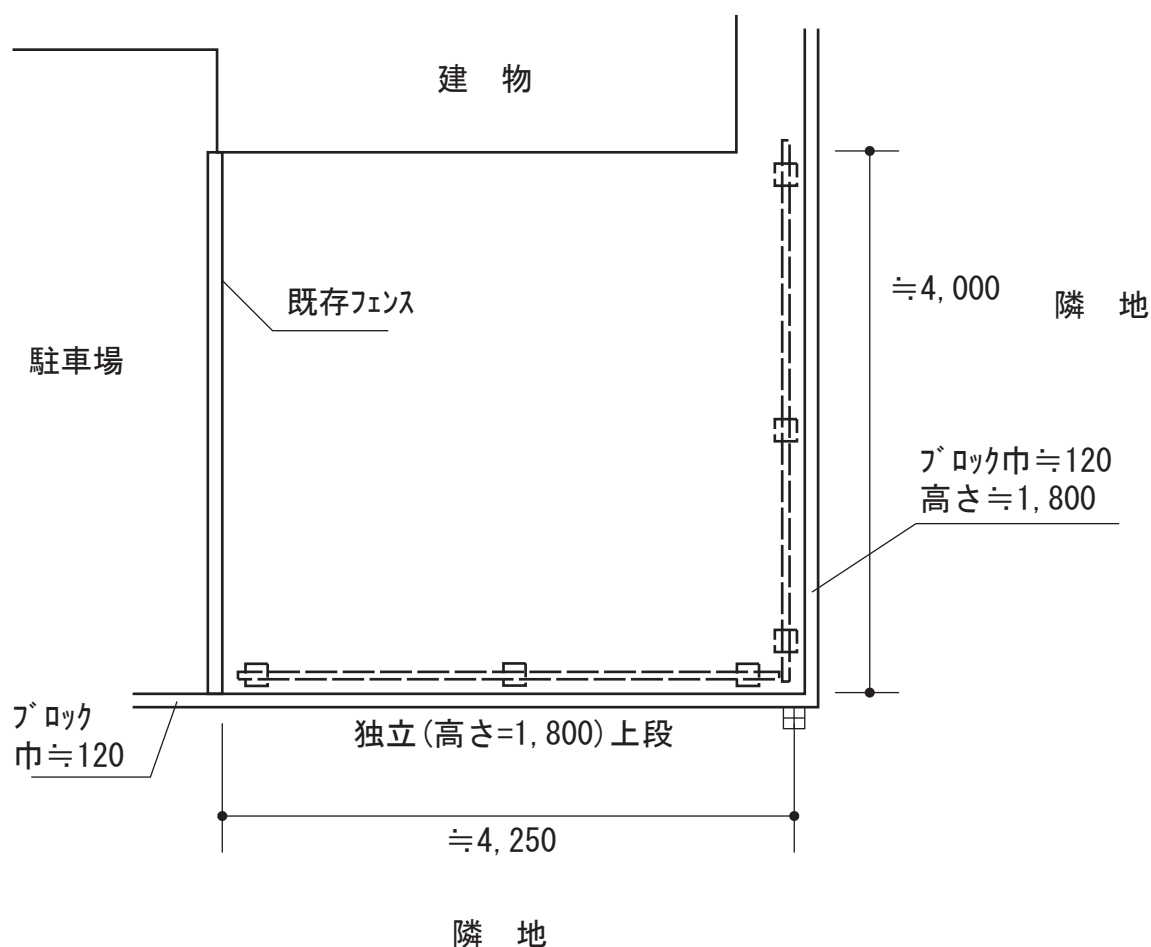 建　物
既存ﾌｪﾝｽ
≒4,000
隣　地
駐車場
ﾌﾞﾛｯｸ巾≒120
高さ≒1,800
ﾌﾞﾛｯｸ
巾≒120
独立(高さ=1,800)上段
≒4,250
隣　地